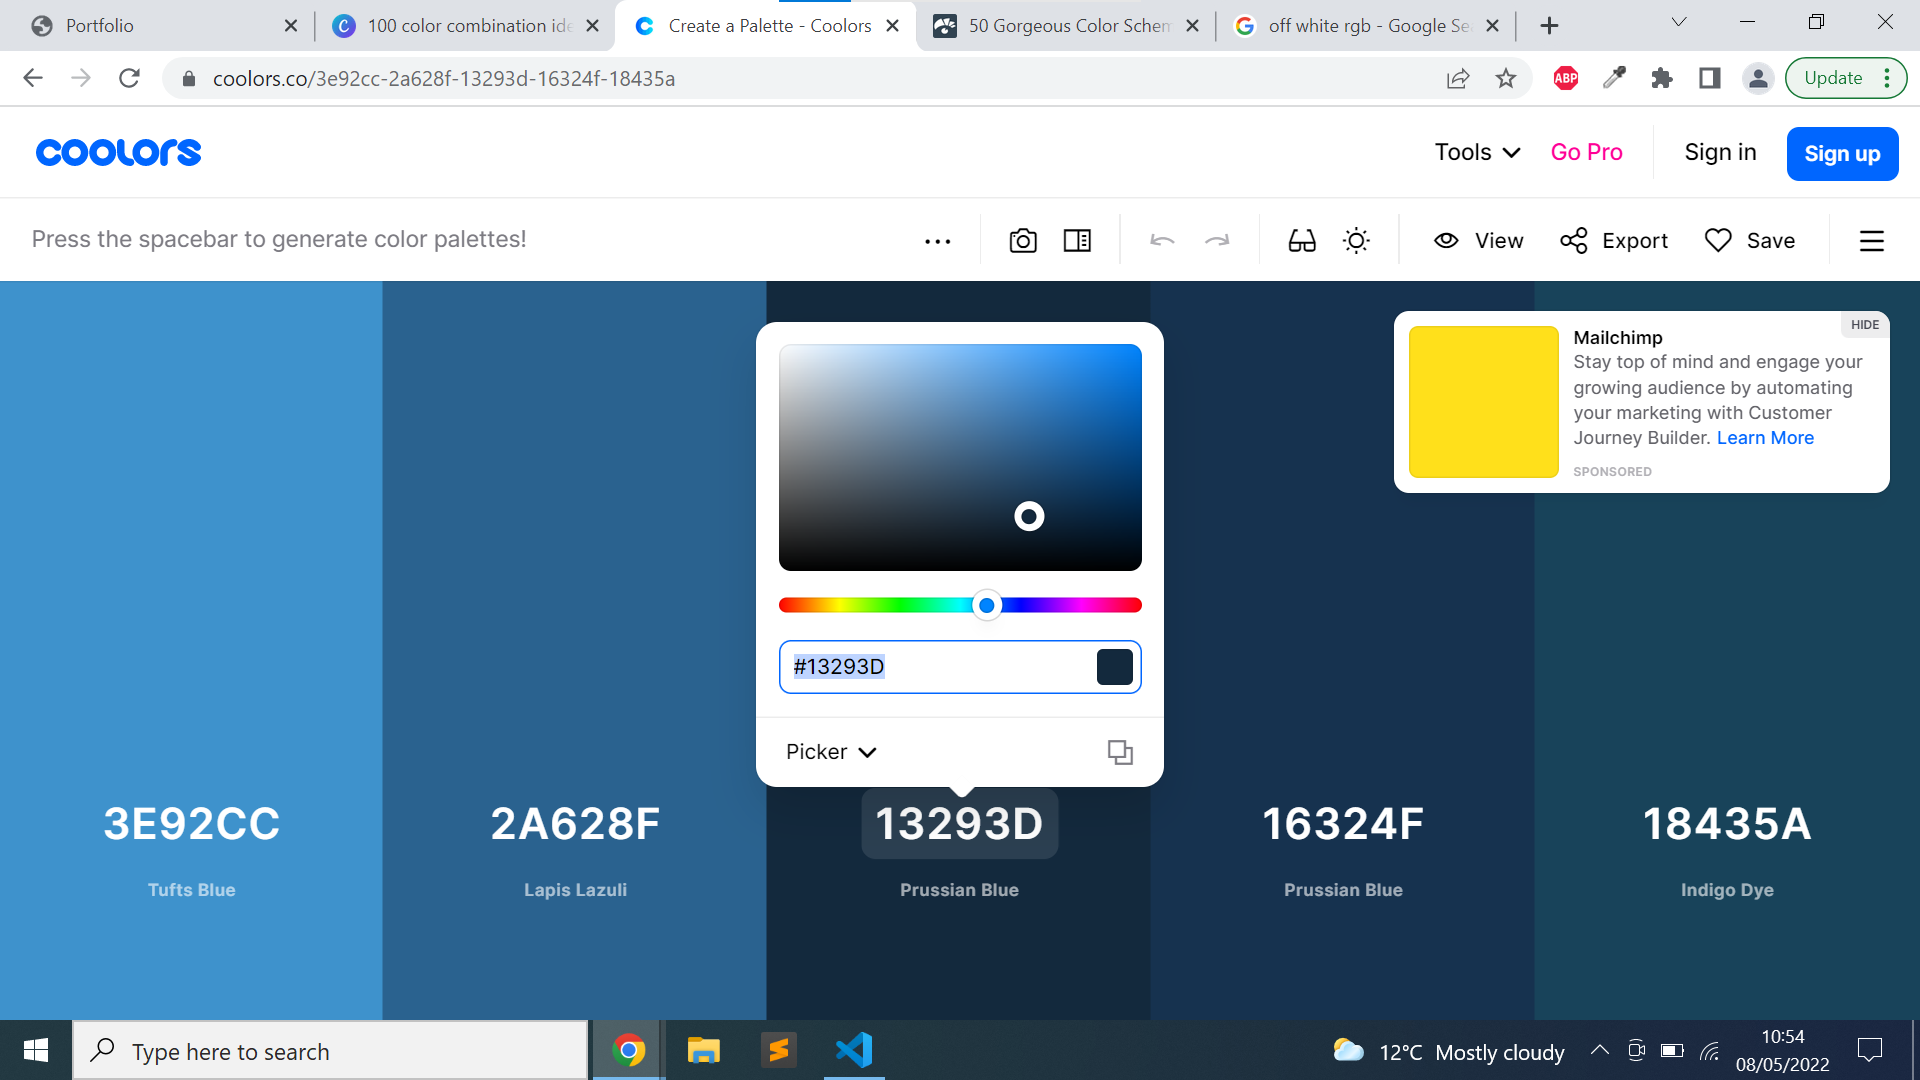 Portfolio
100 color combination ide
Create a Palette - Coolors
50 Gorgeous Color Schem
off white rgb - Google Se
coolors.co/3e92cc-2a628f-13293d-16324f-18435a
ABP
Update
coolors
Tools
Go Pro
Sign in
Sign up
Press the spacebar to generate color palettes!
View
Export
Save
HIDE
Mailchimp
Stay top of mind and engage your
growing audience by automating
your marketing with Customer
Journey Builder. Learn More
SPONSORED
#13293D
Picker
3E92CC
2A628F
13293D
16324F
18435A
Tufts Blue
Lapis Lazuli
Prussian Blue
Prussian Blue
Indigo Dye
Type here to search
12°C Mostly cloudy
10:54
08/05/2022